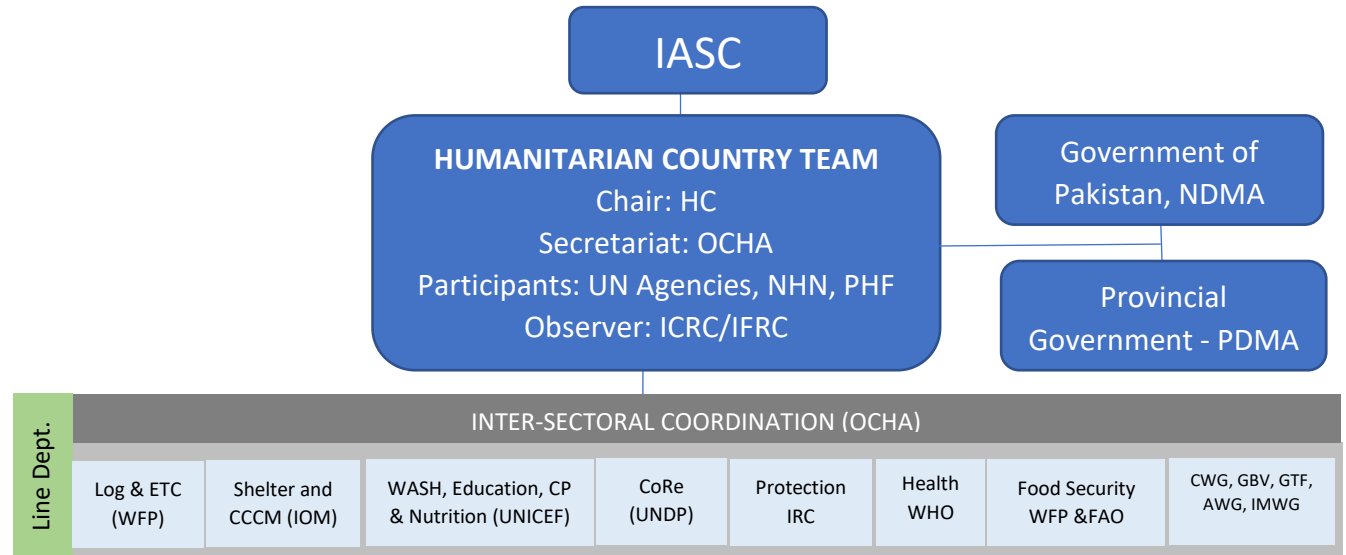 IASC
HUMANITARIAN COUNTRY TEAM
Chair: HC
Secretariat: OCHA
Participants: UN Agencies, NHN, PHF
Observer: ICRC/IFRC
Government of
Pakistan, NDMA
Provincial
Government - PDMA
Line Dept.
INTER-SECTORAL COORDINATION (OCHA)
Log & ETC
(WFP)
Shelter and
CCCM (IOM)
WASH, Education, CP
& Nutrition (UNICEF)
CoRe
(UNDP)
Protection
IRC
Health
WHO
Food Security
WFP &FAO
CWG, GBV, GTF,
AWG, IMWG